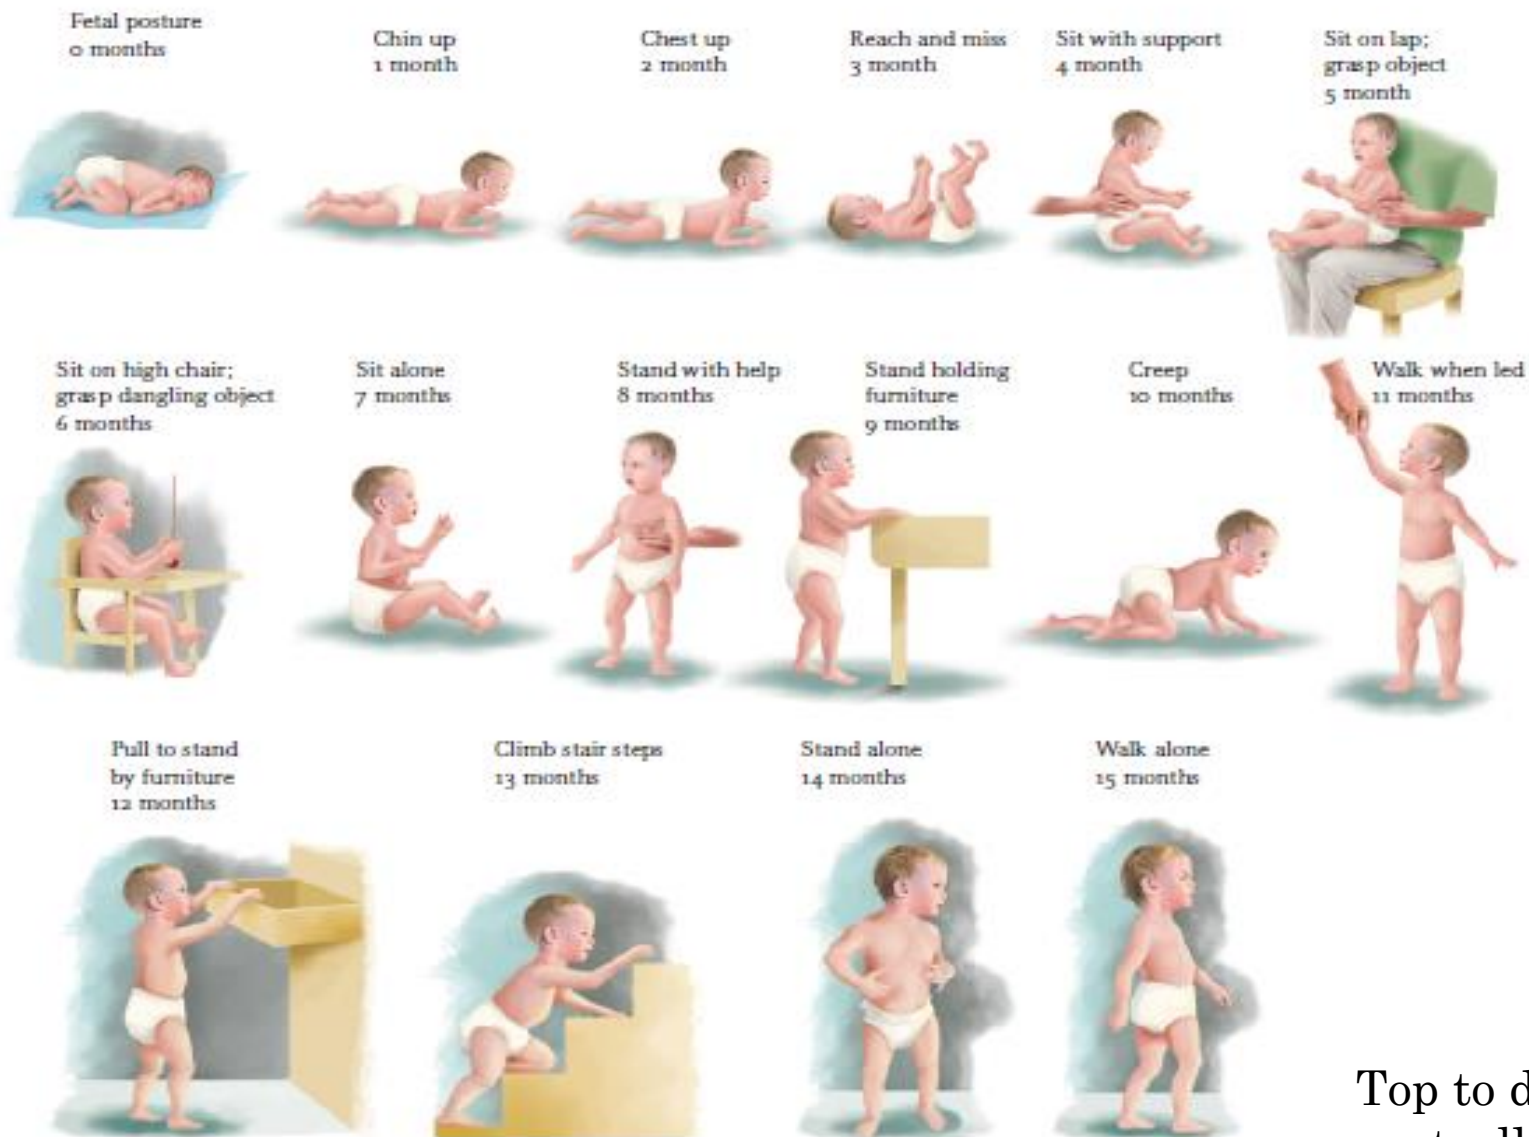 Fetal posture
0 months
Chin up
1 month
Chest up
2 month
Reach and miss
3 month
Sit with support
4 month
Sit on lap;
grasp object
5 month
Sit on high chair;
grasp dangling object
6 months
Sit alone
7 months
Stand with help
8 months
Stand holding
furniture
9 months
Creep
10 months
Walk when led
11 months
Pull to stand
by furniture
12 months
Climb stair steps
13 months
Stand alone
14 months
Walk alone
15 months
Top to d